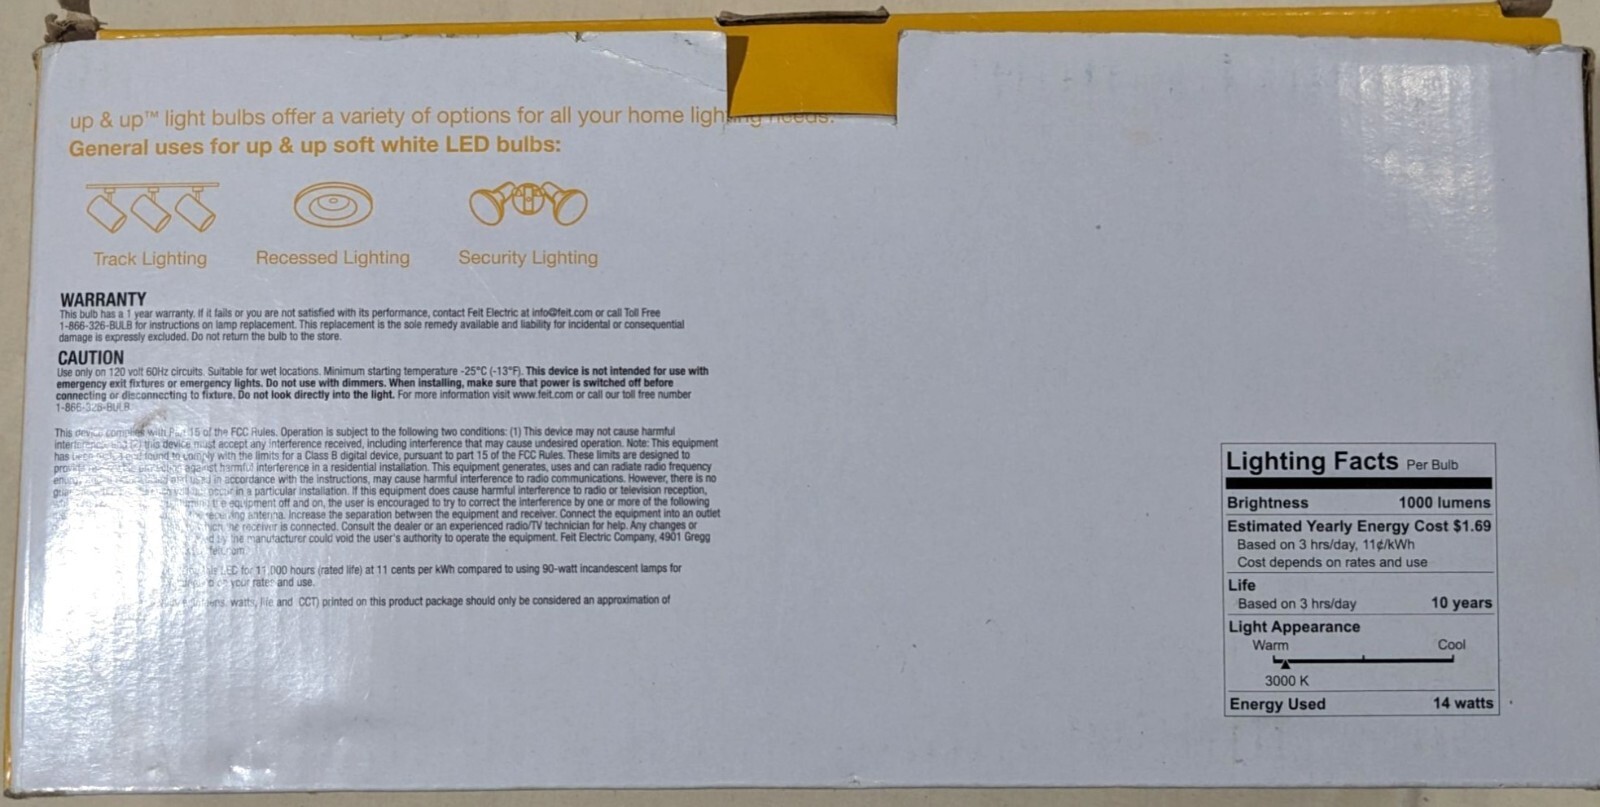 up & up™ light bulbs offer a variety of options for all your home lighting needs.
General uses for up & up soft white LED bulbs:
Track Lighting
Recessed Lighting
Security Lighting
WARRANTY
This bulb has a 1 year warranty. If it fails or you are not satisfied with its performance, contact Feit Electric at info@feit.com or call Toll Free
1-866-326-BULB for instructions on lamp replacement. This replacement is the sole remedy available and liability for incidental or consequential
damage is expressly excluded. Do not return the bulb to the store.
CAUTION
Use only on 120 volt 60Hz circuits. Suitable for wet locations. Minimum starting temperature -25°C (-13°F). This device is not intended for use with
emergency exit fixtures or emergency lights. Do not use with dimmers. When installing, make sure that power is switched off before
connecting or disconnecting to fixture. Do not look directly into the light. For more information visit www.feit.com or call our toll free number
1-866-326-BULB
This device complies with Part 15 of the FCC Rules. Operation is subject to the following two conditions: (1) This device may not cause harmful
this device must accept any interference received, including interference that may cause undesired operation. Note: This equipment
has found to comply with the limits for a Class B digital device, pursuant to part 15 of the FCC Rules. These limits are designed to
against harmful interference in a residential installation. This equipment generates, uses and can radiate radio frequency
used in accordance with the instructions, may cause harmful interference to radio communications. However, there is no
occur in a particular installation. If this equipment does cause harmful interference to radio or television reception,
the equipment off and on, the user is encouraged to try to correct the interference by one or more of the following
receiving antenna. Increase the separation between the equipment and receiver. Connect the equipment into an outlet
the receiver is connected. Consult the dealer or an experienced radio/TV technician for help. Any changes or
by the manufacturer could void the user's authority to operate the equipment. Feit Electric Company, 4901 Gregg
LED for 11,000 hours (rated life) at 11 cents per kWh compared to using 90-watt incandescent lamps for
your rates and use.
watts, life and CCT) printed on this product package should only be considered an approximation of
Lighting Facts Per Bulb
Brightness 1000 lumens
Estimated Yearly Energy Cost $1.69
Based on 3 hrs/day, 11¢/kWh
Cost depends on rates and use
Life
Based on 3 hrs/day 10 years
Light Appearance
Warm Cool
3000 K
Energy Used 14 watts